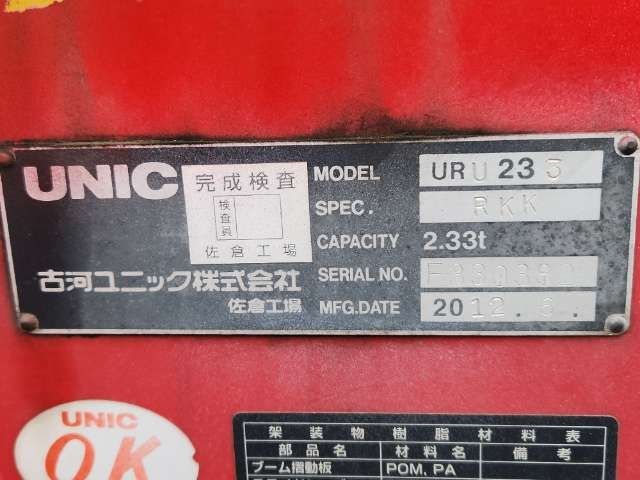 UNIC
完成検査
検査員
佐倉工場
古河ユニック株式会社
佐倉工場
MODEL URU233
SPEC. RKK
CAPACITY 2.33t
SERIAL NO.
MFG.DATE 2012.6.
UNIC
OK
架装物樹脂材料表
部品名 材料名 備考
ブーム摺動板 POM, PA